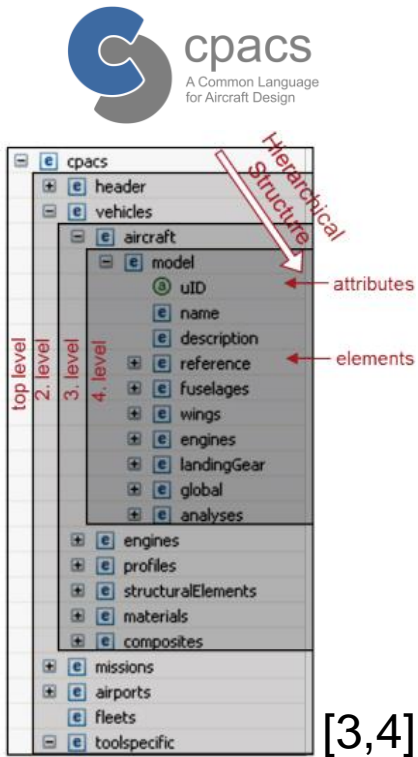 cpacs
A Common Language
for Aircraft Design
Hierarchical
Structure
cpacs
header
vehicles
aircraft
model
a uID
attributes
e name
e description
e reference
elements
e fuselages
e wings
e engines
e landingGear
e global
e analyses
e engines
e profiles
e structuralElements
e materials
e composites
e missions
e airports
e fleets
e toolspecific
top level
2. level
3. level
4. level
[3,4]